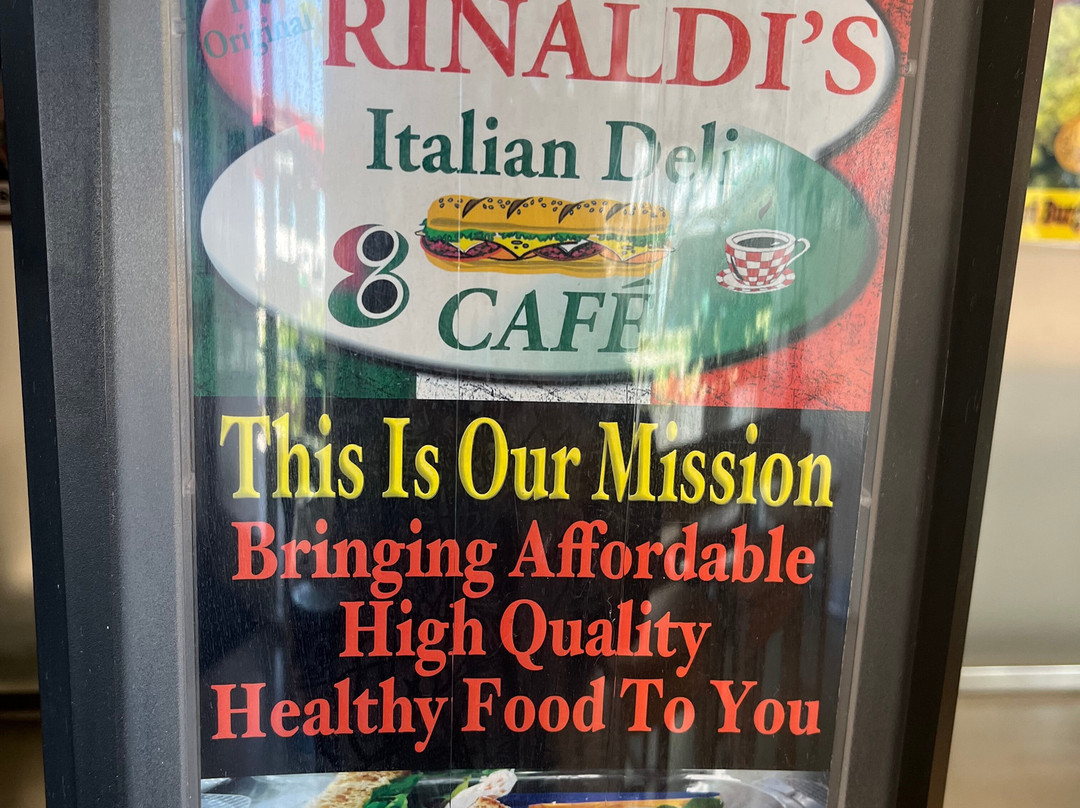 Original
RINALDI'S
Italian Deli
&
CAFÉ
This Is Our Mission
Bringing Affordable
High Quality
Healthy Food To You